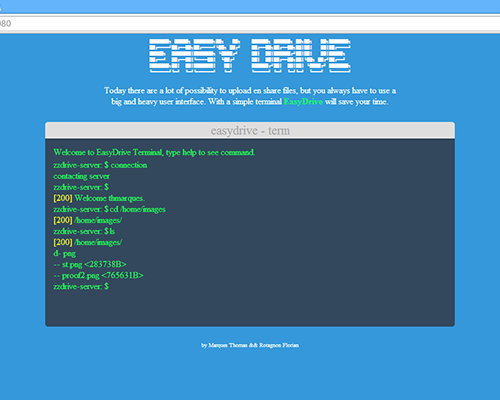 080
EASY DRIVE
Today there are a lot of possibility to upload en share files, but you always have to use a
big and heavy user interface. With a simple terminal EasyDrive will save your time.
easydrive - term
Welcome to EasyDrive Terminal, type help to see command.
zzdrive-server: $ connection
contacting server
zzdrive-server: $
[200] Welcome thmarques.
zzdrive-server: $ cd /home/images
[200] /home/images/
zzdrive-server: $ ls
[200] /home/images/
d- png
-- st.png <283738B>
-- proof2.png <765631B>
zzdrive-server: $
by Marques Thomas && Rotagnon Florian